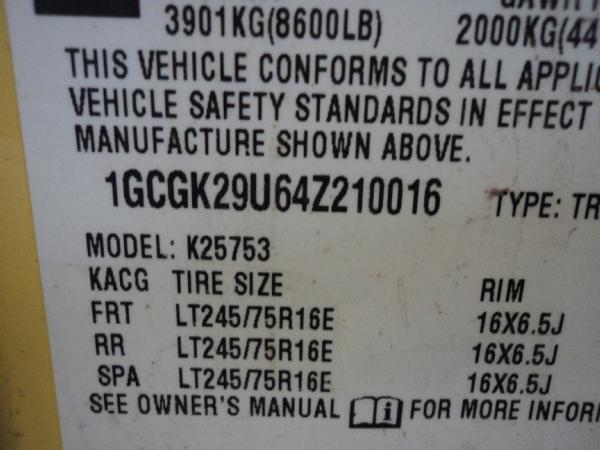 3901KG(8600LB) 2000KG(44
THIS VEHICLE CONFORMS TO ALL APPLIC
VEHICLE SAFETY STANDARDS IN EFFECT
MANUFACTURE SHOWN ABOVE.
1GCGK29U64Z210016 TYPE: TR
MODEL: K25753
KACG TIRE SIZE RIM
FRT LT245/75R16E 16X6.5J
RR LT245/75R16E 16X6.5J
SPA LT245/75R16E 16X6.5J
SEE OWNER'S MANUAL FOR MORE INFOR